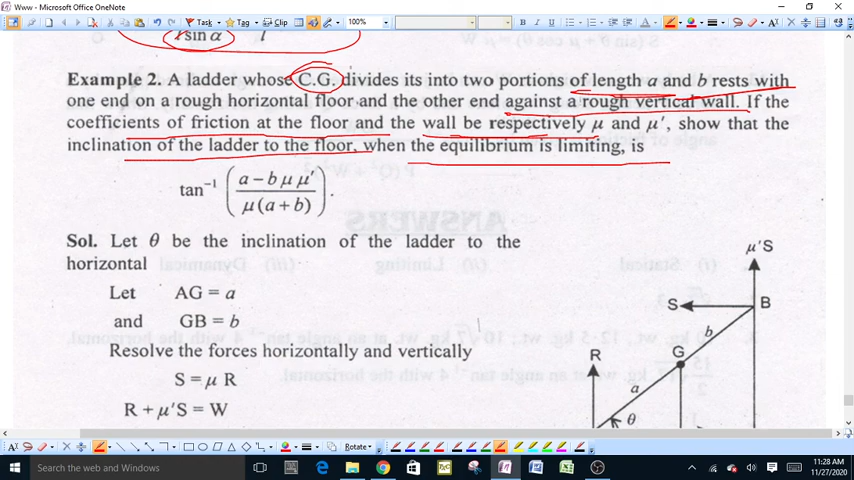 Www - Microsoft Office OneNote
Task Tag Clip 100% B I U
r sin α l
Example 2. A ladder whose C.G. divides its into two portions of length a and b rests with
one end on a rough horizontal floor and the other end against a rough vertical wall. If the
coefficients of friction at the floor and the wall be respectively μ and μ′, show that the
inclination of the ladder to the floor, when the equilibrium is limiting, is
tan⁻¹ ( (a – b μ μ′) / (μ (a + b)) ).
Sol. Let θ be the inclination of the ladder to the
horizontal
Let AG = a
and GB = b
Resolve the forces horizontally and vertically
S = μ R
R + μ′S = W
μ′S
S
B
b
G
R
a
θ
Rotate
Search the web and Windows
11:28 AM
11/27/2020